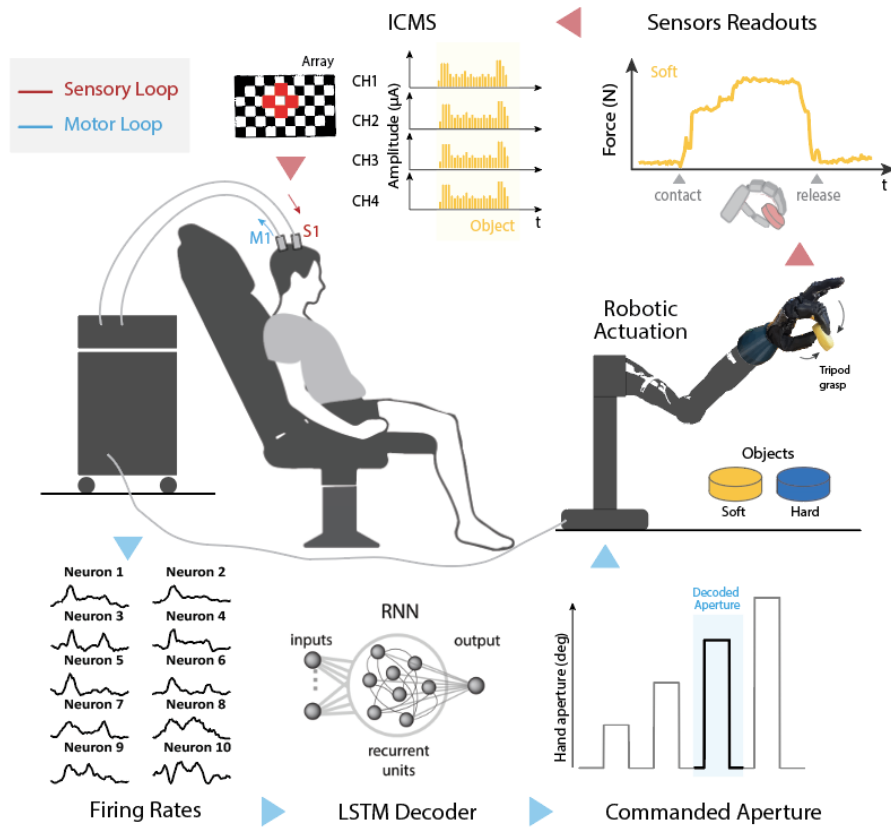 ICMS
Sensors Readouts
Sensory Loop
Motor Loop
Array
Amplitude (µA)
CH1
CH2
CH3
CH4
Object
t
Force (N)
Soft
contact
release
t
M1
S1
Robotic
Actuation
Tripod
grasp
Objects
Soft
Hard
Neuron 1
Neuron 2
Neuron 3
Neuron 4
Neuron 5
Neuron 6
Neuron 7
Neuron 8
Neuron 9
Neuron 10
RNN
inputs
output
recurrent
units
Hand aperture (deg)
Decoded
Aperture
Firing Rates
LSTM Decoder
Commanded Aperture